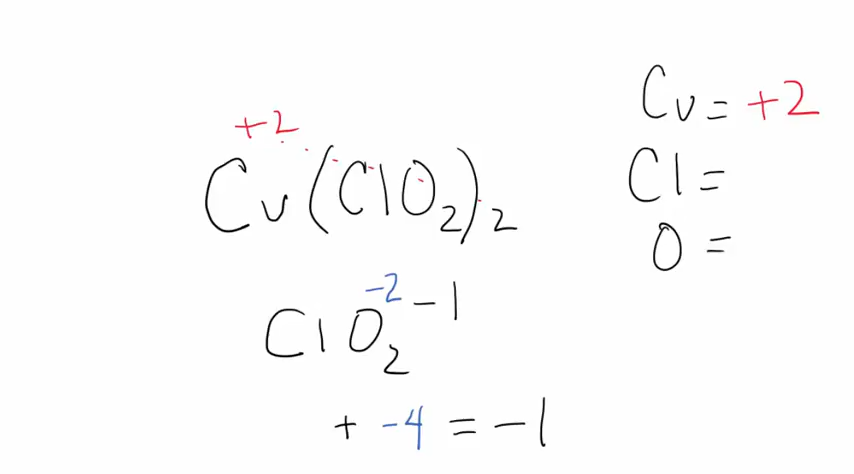 +2
Cu(ClO₂)₂
Cu = +2
Cl =
O =
-2
ClO₂ -1
+ -4 = -1